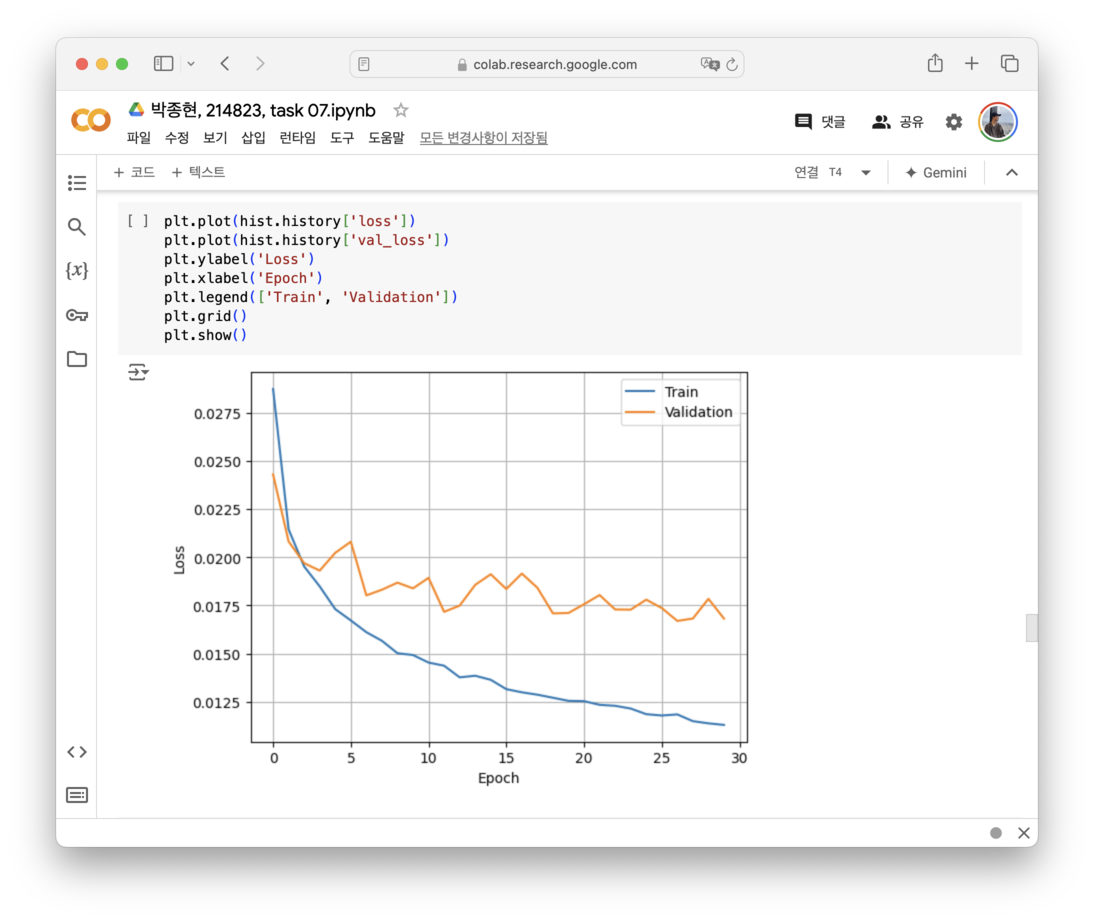 colab.research.google.com
박종현, 214823, task 07.ipynb
파일 수정 보기 삽입 런타임 도구 도움말 모든 변경사항이 저장됨
댓글 공유
+ 코드 + 텍스트
연결 T4 Gemini
[ ] plt.plot(hist.history['loss'])
plt.plot(hist.history['val_loss'])
plt.ylabel('Loss')
plt.xlabel('Epoch')
plt.legend(['Train', 'Validation'])
plt.grid()
plt.show()
{x}
Train
Validation
Loss
0.0275
0.0250
0.0225
0.0200
0.0175
0.0150
0.0125
0 5 10 15 20 25 30
Epoch